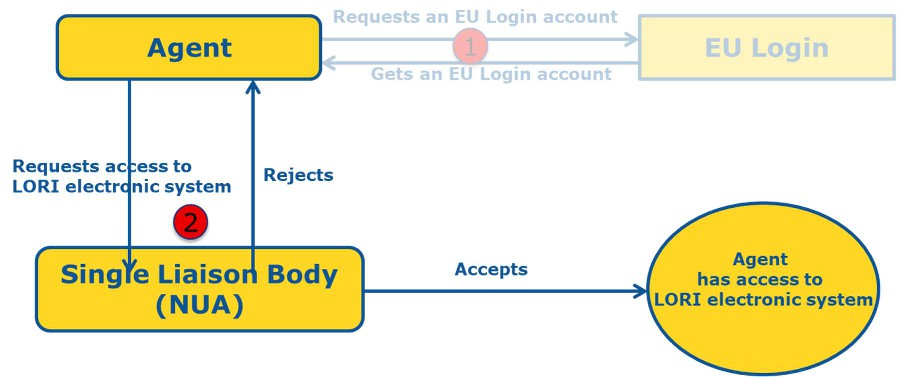 Requests an EU Login account
Agent
1
EU Login
Gets an EU Login account
Requests access to
LORI electronic system
Rejects
2
Single Liaison Body
(NUA)
Accepts
Agent
has access to
LORI electronic system